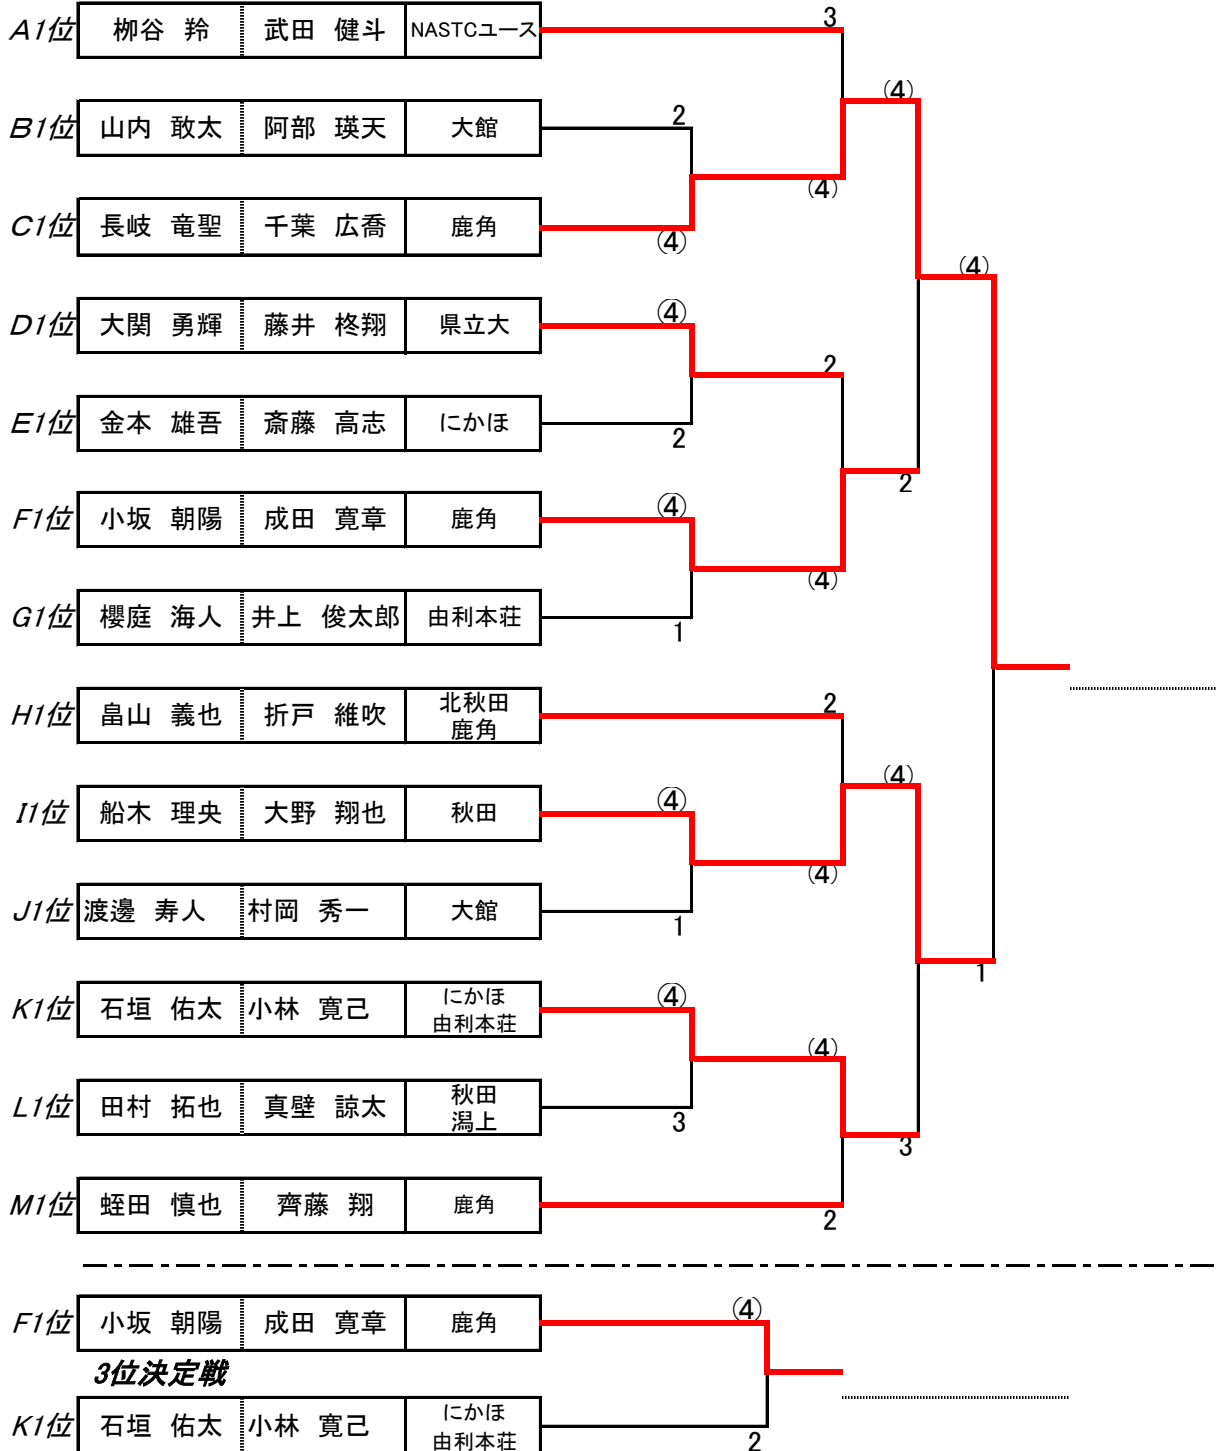 A1位 栁谷 羚 武田 健斗 NASTCユース 3
(4)
B1位 山内 敢太 阿部 瑛天 大館 2
(4)
C1位 長岐 竜聖 千葉 広喬 鹿角 (4)
(4)
D1位 大関 勇輝 藤井 柊翔 県立大 (4)
2
E1位 金本 雄吾 斎藤 高志 にかほ 2
2
F1位 小坂 朝陽 成田 寛章 鹿角 (4)
(4)
G1位 櫻庭 海人 井上 俊太郎 由利本荘 1
H1位 畠山 義也 折戸 維吹 北秋田 2
鹿角
(4)
I1位 船木 理央 大野 翔也 秋田 (4)
(4)
J1位 渡邊 寿人 村岡 秀一 大館 1
1
K1位 石垣 佑太 小林 寛己 にかほ (4)
由利本荘
(4)
L1位 田村 拓也 真壁 諒太 秋田 3
潟上
3
M1位 蛭田 慎也 齊藤 翔 鹿角 2
F1位 小坂 朝陽 成田 寛章 鹿角 (4)
3位決定戦
K1位 石垣 佑太 小林 寛己 にかほ 2
由利本荘